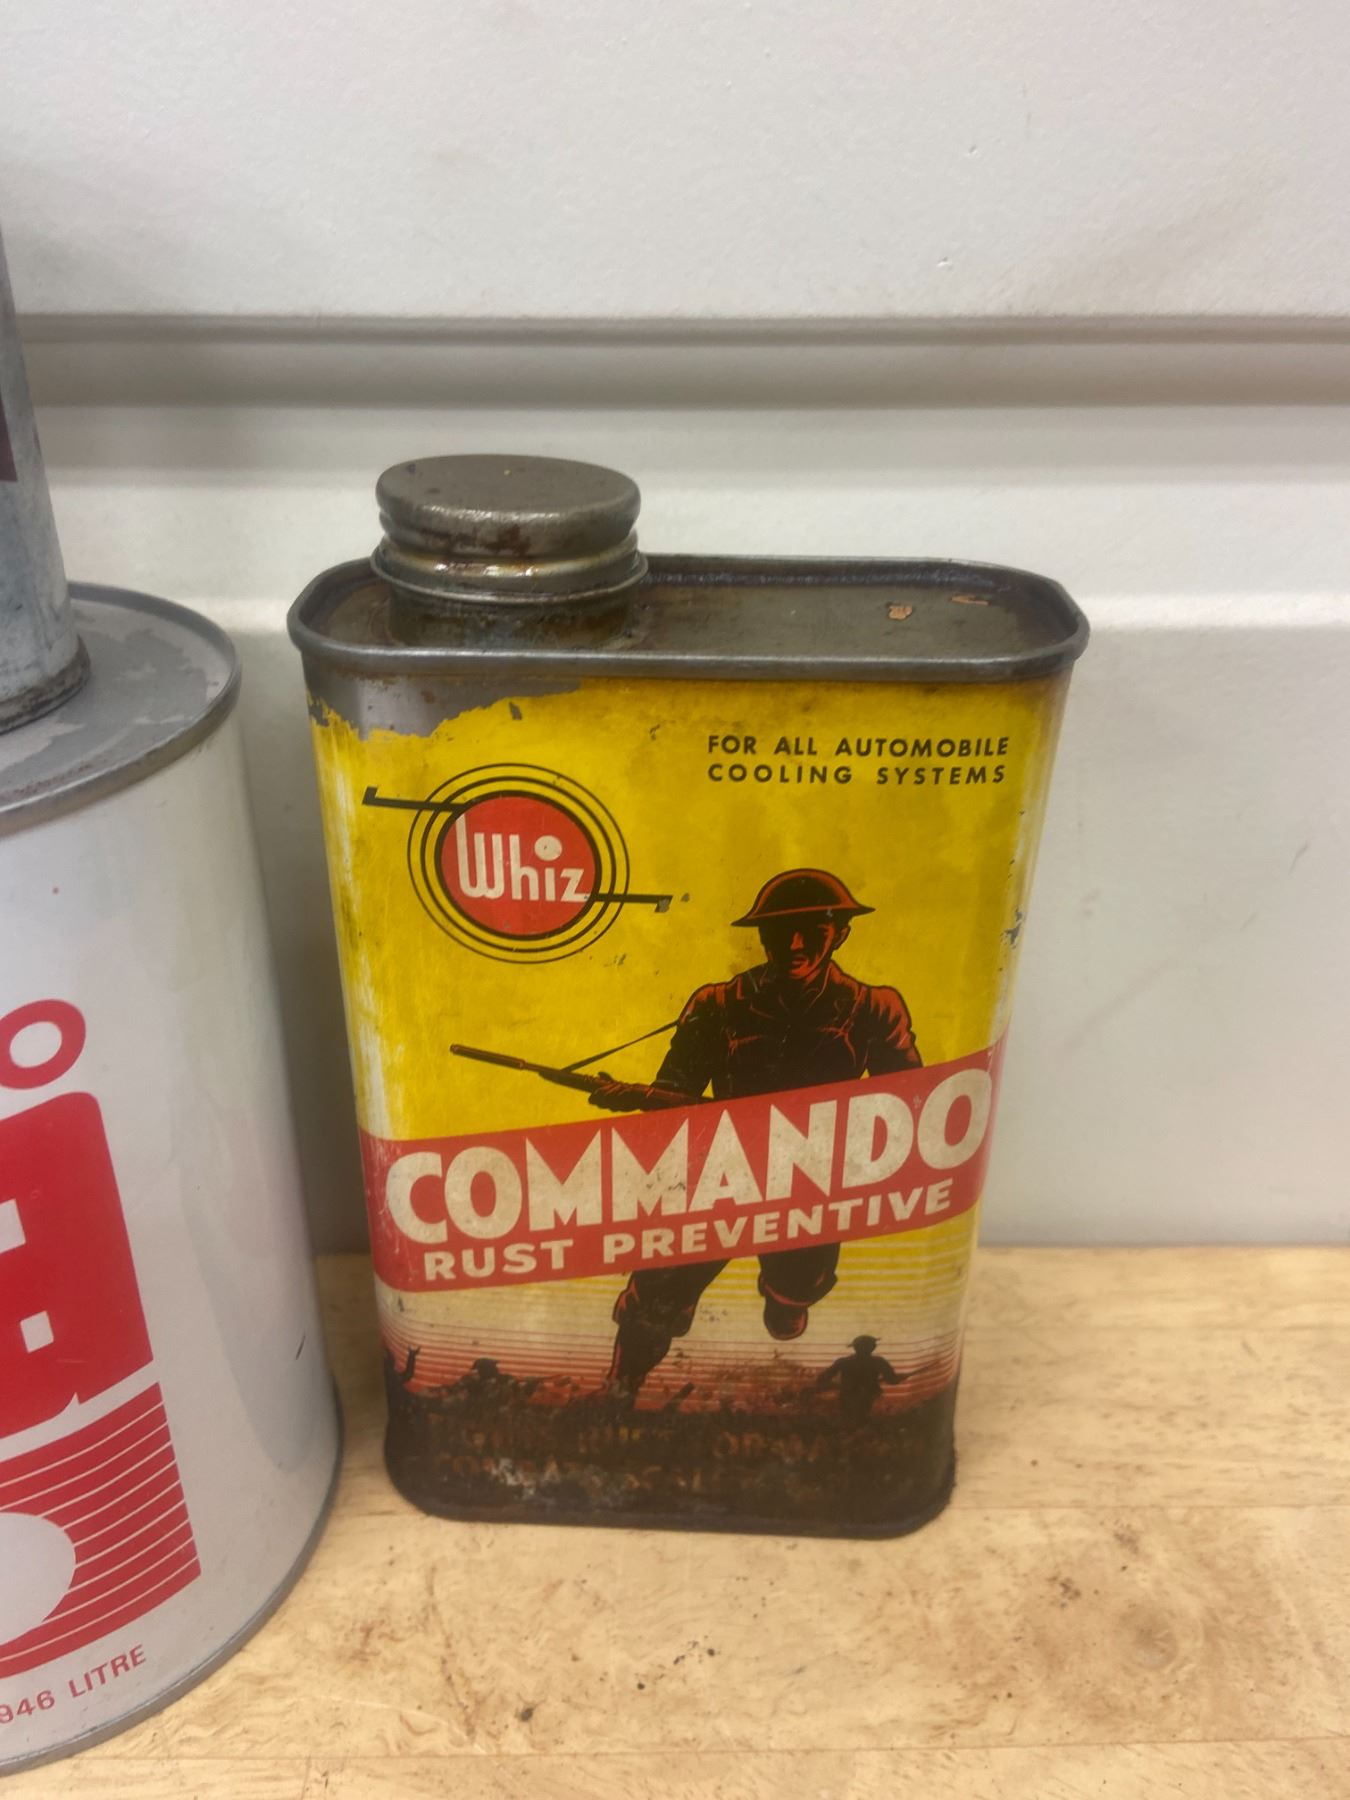 FOR ALL AUTOMOBILE
COOLING SYSTEMS
Whiz
COMMANDO
RUST PREVENTIVE
946 LITRE